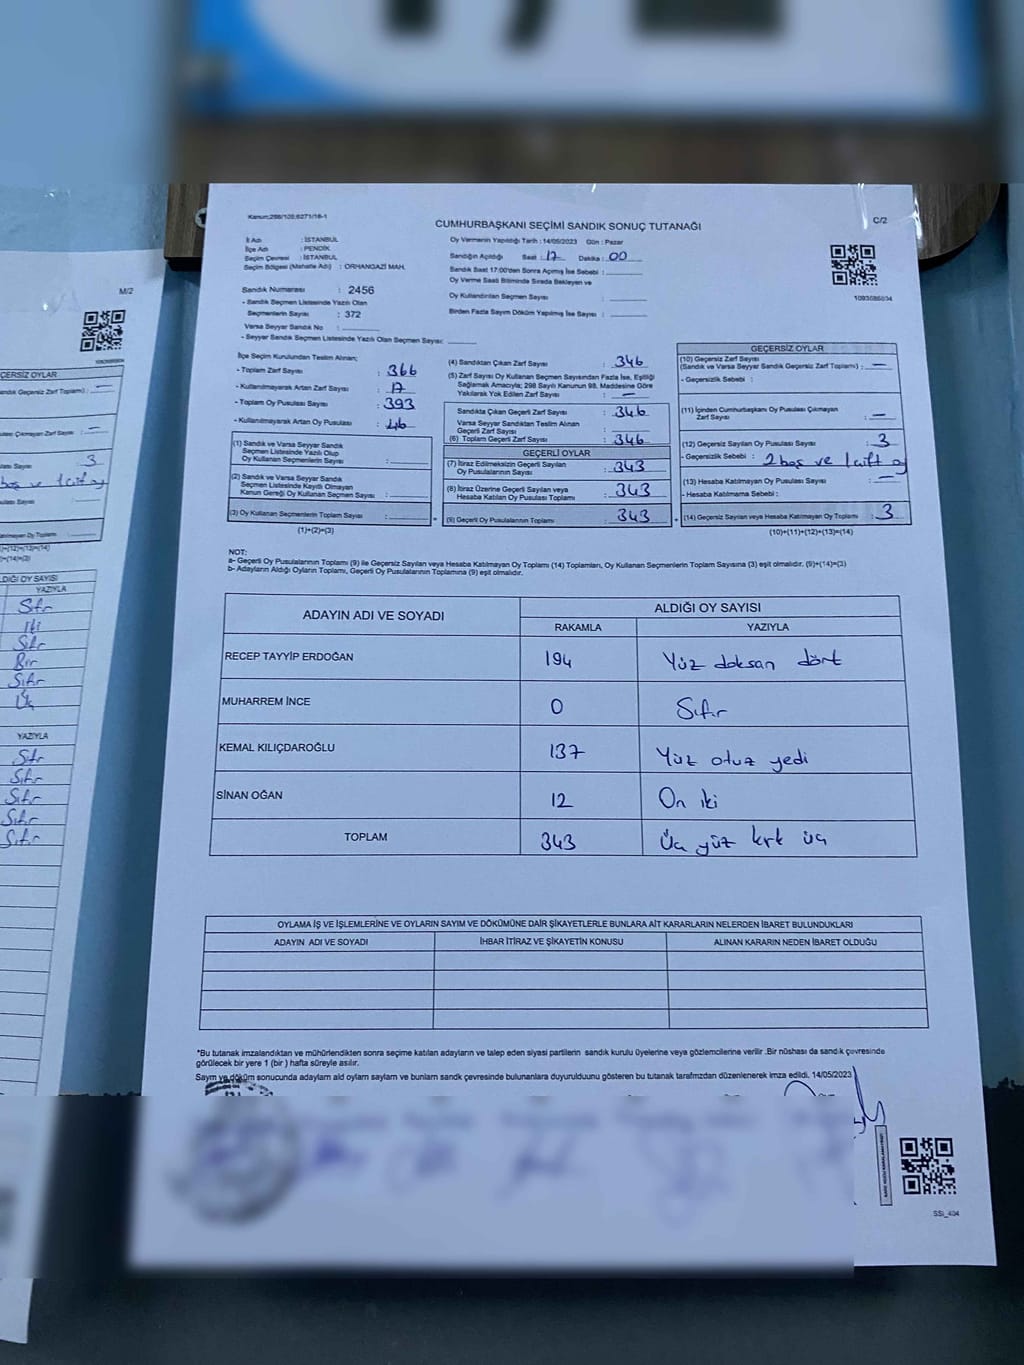 Kanun;298/105;6271/16-1
C/2
CUMHURBAŞKANI SEÇİMİ SANDIK SONUÇ TUTANAĞI
İl Adı : İSTANBUL
İlçe Adı : PENDİK
Seçim Çevresi : İSTANBUL
Seçim Bölgesi (Mahalle Adı) : ORHANGAZİ MAH.
Sandık Numarası : 2456
- Sandık Seçmen Listesinde Yazılı Olan
Seçmenlerin Sayısı : 372
Varsa Seyyar Sandık No :
- Seyyar Sandık Seçmen Listesinde Yazılı Olan Seçmen Sayısı:
Oy Vermenin Yapıldığı Tarih : 14/05/2023 Gün : Pazar
Sandığın Açıldığı Saat : 17 Dakika : 00
Sandık Saat 17:00'den Sonra Açılmış İse Sebebi :
Oy Verme Saati Bitiminde Sırada Bekleyen ve
Oy Kullandırılan Seçmen Sayısı :
Birden Fazla Sayım Döküm Yapılmış İse Sayısı :
1093686034
İlçe Seçim Kurulundan Teslim Alınan;
- Toplam Zarf Sayısı : 366
- Kullanılmayarak Artan Zarf Sayısı : 17
- Toplam Oy Pusulası Sayısı : 393
- Kullanılmayarak Artan Oy Pusulası : 46
(1) Sandık ve Varsa Seyyar Sandık
Seçmen Listesinde Yazılı Olup
Oy Kullanan Seçmenlerin Sayısı :
(2) Sandık ve Varsa Seyyar Sandık
Seçmen Listesinde Kayıtlı Olmayan
Kanun Gereği Oy Kullanan Seçmen Sayısı :
(3) Oy Kullanan Seçmenlerin Toplam Sayısı :
(1)+(2)=(3)
(4) Sandıktan Çıkan Zarf Sayısı : 346
(5) Zarf Sayısı Oy Kullanan Seçmen Sayısından Fazla İse, Eşitliği
Sağlamak Amacıyla; 298 Sayılı Kanunun 98. Maddesine Göre
Yakılarak Yok Edilen Zarf Sayısı : —
Sandıkta Çıkan Geçerli Zarf Sayısı : 346
Varsa Seyyar Sandıktan Teslim Alınan
Geçerli Zarf Sayısı :
(6) Toplam Geçerli Zarf Sayısı : 346
GEÇERLİ OYLAR
(7) İtiraz Edilmeksizin Geçerli Sayılan
Oy Pusulalarının Sayısı : 343
(8) İtiraz Üzerine Geçerli Sayılan veya
Hesaba Katılan Oy Pusulası Toplamı : 343
(9) Geçerli Oy Pusulalarının Toplamı : 343
GEÇERSİZ OYLAR
(10) Geçersiz Zarf Sayısı
(Sandık ve Varsa Seyyar Sandık Geçersiz Zarf Toplamı) : —
- Geçersizlik Sebebi :
(11) İçinden Cumhurbaşkanı Oy Pusulası Çıkmayan
Zarf Sayısı : —
(12) Geçersiz Sayılan Oy Pusulası Sayısı : 3
- Geçersizlik Sebebi : 2 boş ve 1 çift oy
(13) Hesaba Katılmayan Oy Pusulası Sayısı : —
- Hesaba Katılmama Sebebi :
(14) Geçersiz Sayılan veya Hesaba Katılmayan Oy Toplamı : 3
(10)+(11)+(12)+(13)=(14)
NOT:
a- Geçerli Oy Pusulalarının Toplamı (9) ile Geçersiz Sayılan veya Hesaba Katılmayan Oy Toplamı (14) Toplamları, Oy Kullanan Seçmenlerin Toplam Sayısına (3) eşit olmalıdır. (9)+(14)=(3)
b- Adayların Aldığı Oyların Toplamı, Geçerli Oy Pusulalarının Toplamına (9) eşit olmalıdır.
ADAYIN ADI VE SOYADI ALDIĞI OY SAYISI
RAKAMLA YAZIYLA
RECEP TAYYİP ERDOĞAN 194 Yüz doksan dört
MUHARREM İNCE 0 Sıfır
KEMAL KILIÇDAROĞLU 137 Yüz otuz yedi
SİNAN OĞAN 12 On iki
TOPLAM 343 Üç yüz kırk üç
OYLAMA İŞ VE İŞLEMLERİNE VE OYLARIN SAYIM VE DÖKÜMÜNE DAİR ŞİKAYETLERLE BUNLARA AİT KARARLARIN NELERDEN İBARET BULUNDUKLARI
ADAYIN ADI VE SOYADI İHBAR İTİRAZ VE ŞİKAYETİN KONUSU ALINAN KARARIN NEDEN İBARET OLDUĞU
*Bu tutanak imzalandıktan ve mühürlendikten sonra seçime katılan adayların ve talep eden siyasi partilerin sandık kurulu üyelerine veya gözlemcilerine verilir .Bir nüshası da sandık çevresinde
görülecek bir yere 1 (bir ) hafta süreyle asılır.
Sayım ve döküm sonucunda adaylam ald oylam saylam ve bunlam sandk çevresinde bulunanlara duyurulduunu gösteren bu tutanak tarafmzdan düzenlenerek imza edildi. 14/05/2023
SSt_404
M/2
ÇERSİZ OYLAR
3
boş ve 1 çift oy
DIĞI OY SAYISI
YAZIYLA
Sıfır
İki
Sıfır
Bir
Sıfır
Üç
YAZIYLA
Sıfır
Sıfır
Sıfır
Sıfır
Sıfır